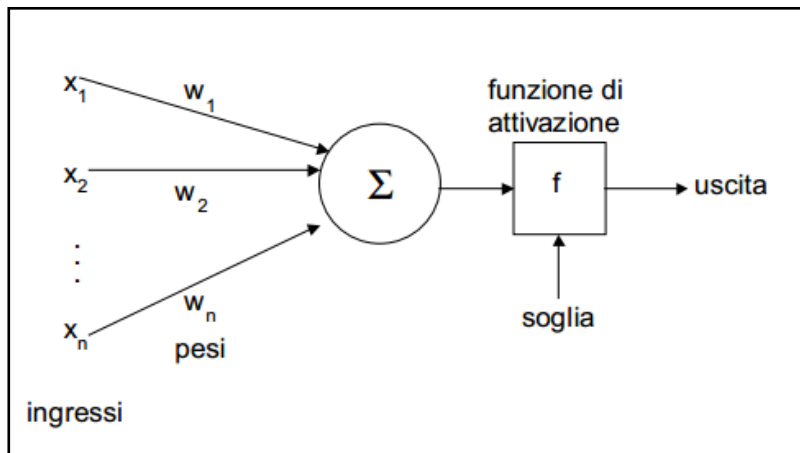 x1
w1
funzione di
attivazione
x2
w2
Σ
f
uscita
⋮
wn
xn
pesi
soglia
ingressi